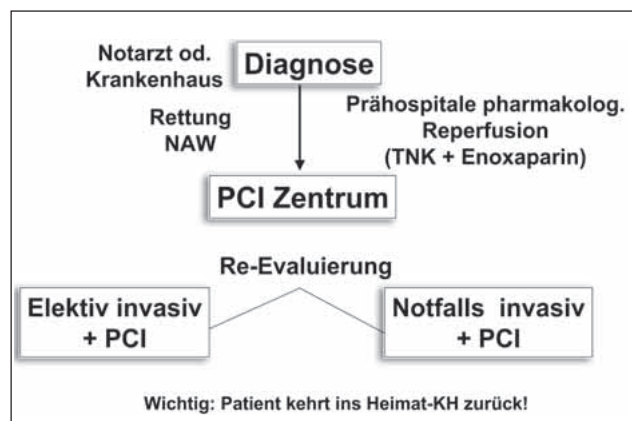 Notarzt od.
Krankenhaus
Diagnose
Rettung
NAW
Prähospitale pharmakolog.
Reperfusion
(TNK + Enoxaparin)
PCI Zentrum
Re-Evaluierung
Elektiv invasiv
+ PCI
Notfalls invasiv
+ PCI
Wichtig: Patient kehrt ins Heimat-KH zurück!